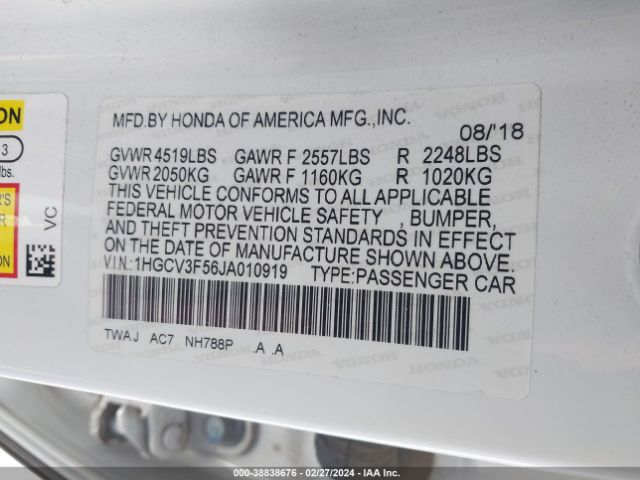 MFD.BY HONDA OF AMERICA MFG.,INC.
08/'18
GVWR 4519LBS GAWR F 2557LBS R 2248LBS
GVWR 2050KG GAWR F 1160KG R 1020KG
THIS VEHICLE CONFORMS TO ALL APPLICABLE
FEDERAL MOTOR VEHICLE SAFETY , BUMPER,
AND THEFT PREVENTION STANDARDS IN EFFECT
ON THE DATE OF MANUFACTURE SHOWN ABOVE.
V.I.N.:1HGCV3F56JA010919 TYPE:PASSENGER CAR
TWAJ AC7 NH788P .A .A
ON
3
lbs.
'S
R
ION
VC
000-38838676 - 02/27/2024 - IAA Inc.